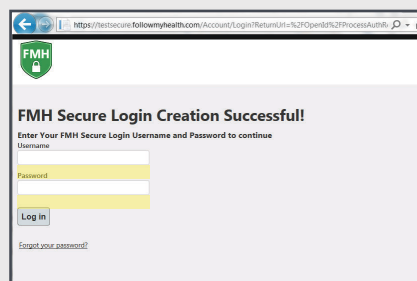 https://testsecure.followmyhealth.com/Account/Login?ReturnUrl=%2FOpenId%2FProcessAuthR
FMH
FMH Secure Login Creation Successful!
Enter Your FMH Secure Login Username and Password to continue
Username
Password
Log in
Forgot your password?